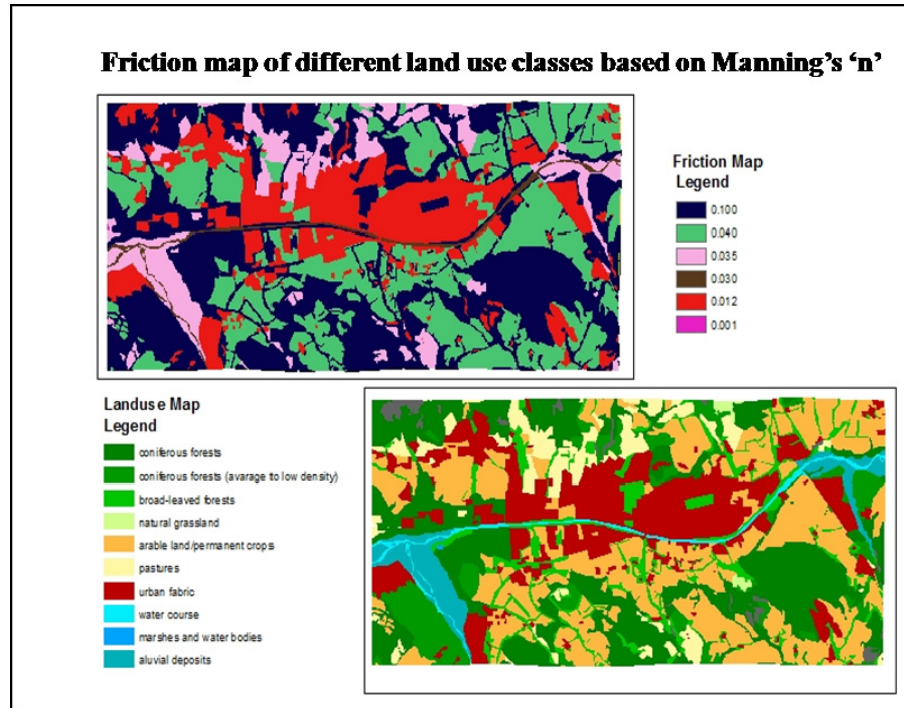 Friction map of different land use classes based on Manning's ‘n’
Friction Map
Legend
0.100
0.040
0.035
0.030
0.012
0.001
Landuse Map
Legend
coniferous forests
coniferous forests (avarage to low density)
broad-leaved forests
natural grassland
arable land/permanent crops
pastures
urban fabric
water course
marshes and water bodies
aluvial deposits